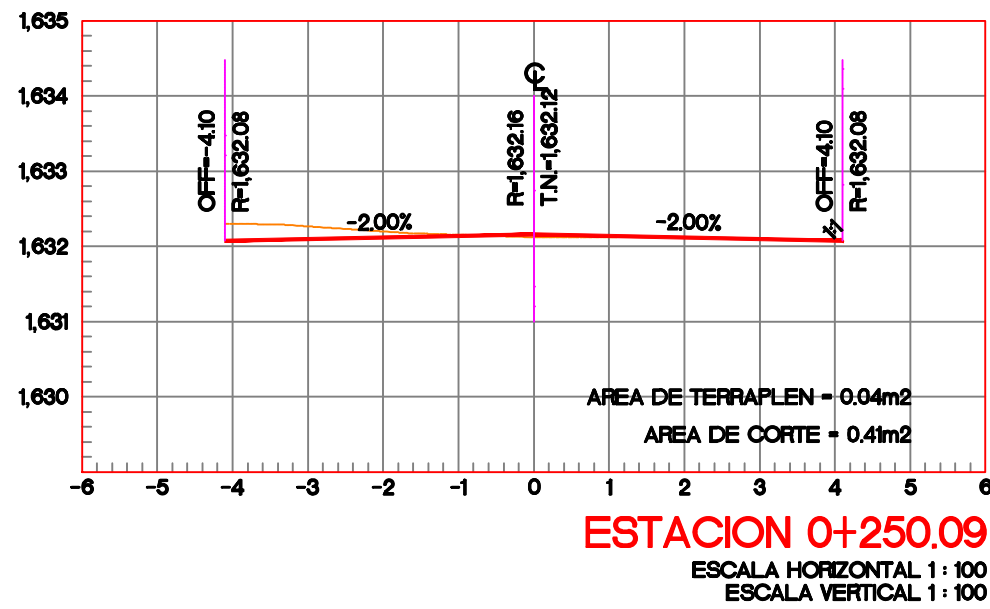 1,635
1,634
1,633
1,632
1,631
1,630
OFF=-4.10
R=1,632.08
-2.00%
CL
R=1,632.16
T.N.=1,632.12
-2.00%
OFF=4.10
R=1,632.08
1:1
AREA DE TERRAPLEN = 0.04m2
AREA DE CORTE = 0.41m2
-6 -5 -4 -3 -2 -1 0 1 2 3 4 5 6
ESTACION 0+250.09
ESCALA HORIZONTAL 1 : 100
ESCALA VERTICAL 1 : 100